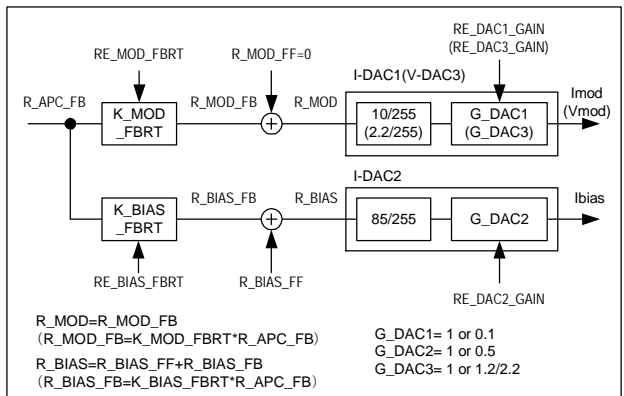 RE_DAC1_GAIN
(RE_DAC3_GAIN)
RE_MOD_FBRT
R_MOD_FF=0
I-DAC1(V-DAC3)
Imod
(Vmod)
R_APC_FB
K_MOD
_FBRT
R_MOD_FB
R_MOD
10/255
(2.2/255)
G_DAC1
(G_DAC3)
I-DAC2
K_BIAS
_FBRT
R_BIAS_FB
R_BIAS
85/255
G_DAC2
Ibias
RE_BIAS_FBRT
R_BIAS_FF
RE_DAC2_GAIN
R_MOD=R_MOD_FB
(R_MOD_FB=K_MOD_FBRT*R_APC_FB)
R_BIAS=R_BIAS_FF+R_BIAS_FB
(R_BIAS_FB=K_BIAS_FBRT*R_APC_FB)
G_DAC1= 1 or 0.1
G_DAC2= 1 or 0.5
G_DAC3= 1 or 1.2/2.2